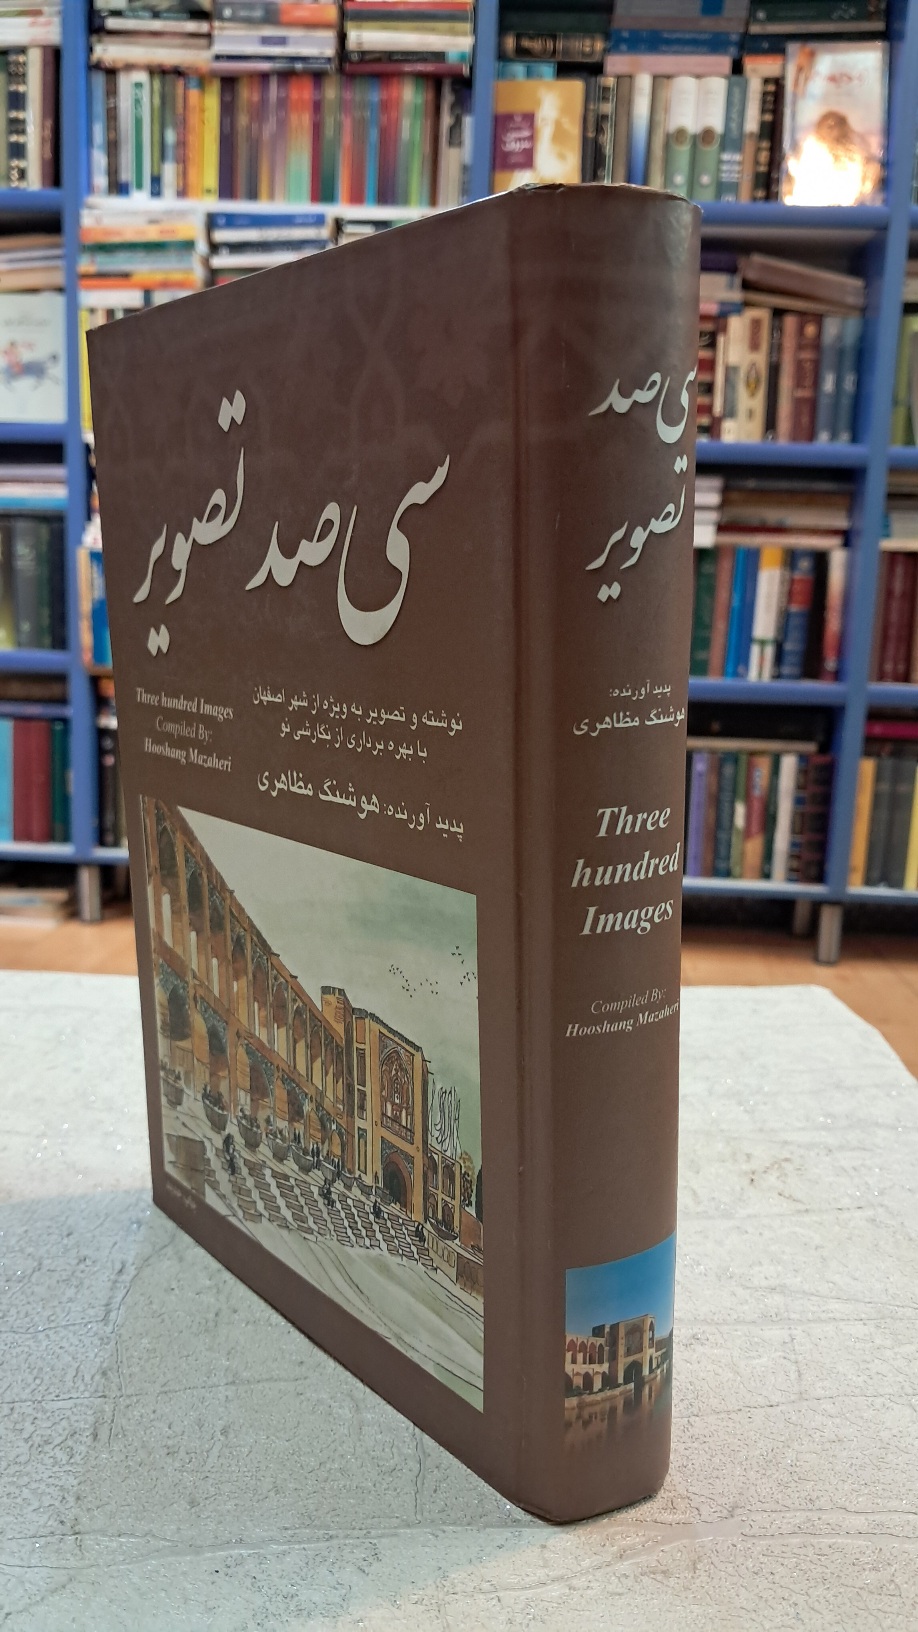 سی صد تصویر
نوشته و تصویر به ویژه از شهر اصفهان
با بهره برداری از نگارشی نو
پدید آورنده: هوشنگ مظاهری
Three hundred Images
Compiled By:
Hooshang Mazaheri
سی صد
تصویر
پدید آورنده:
هوشنگ مظاهری
Three
hundred
Images
Compiled By:
Hooshang Mazaheri